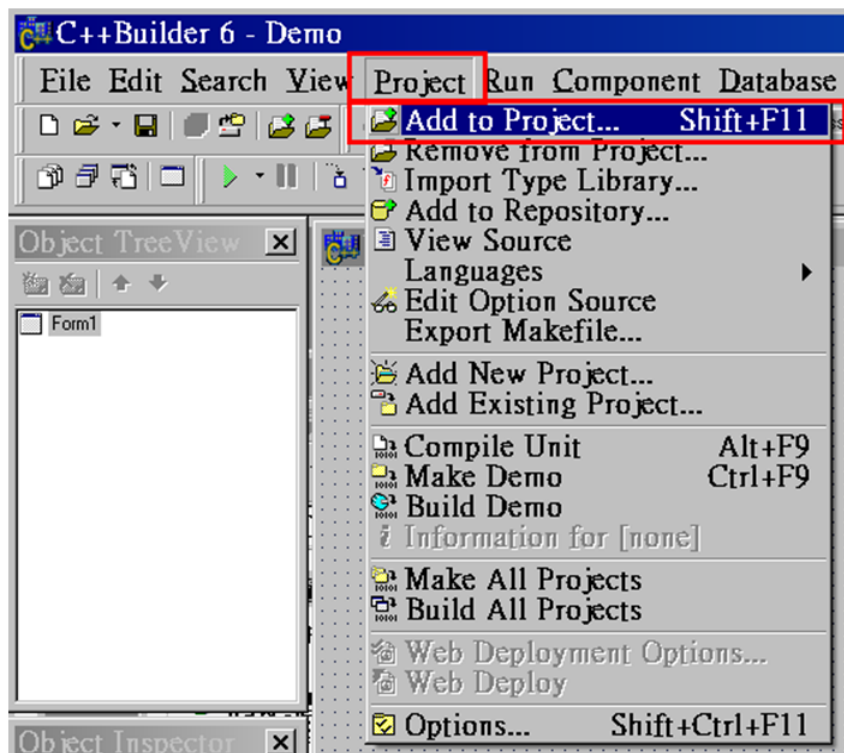 C++Builder 6 - Demo
File Edit Search View Project Run Component Database
Add to Project... Shift+F11
Remove from Project...
Import Type Library...
Add to Repository...
Object TreeView
View Source
Languages
Edit Option Source
Form1
Export Makefile...
Add New Project...
Add Existing Project...
Compile Unit Alt+F9
Make Demo Ctrl+F9
Build Demo
Information for [none]
Make All Projects
Build All Projects
Web Deployment Options...
Web Deploy
Options... Shift+Ctrl+F11
Object Inspector